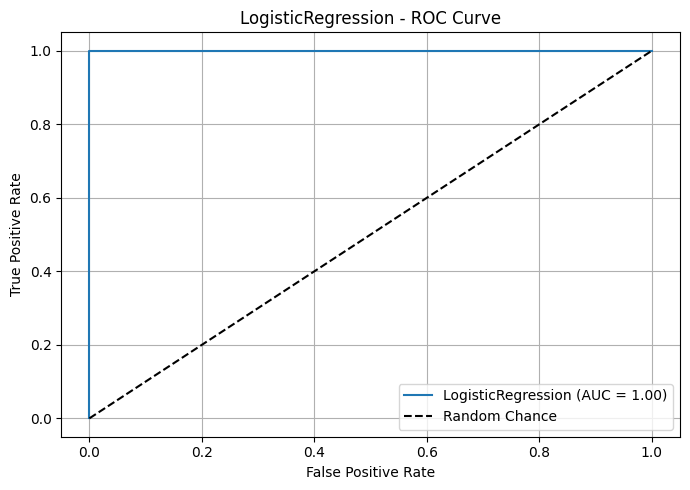 LogisticRegression - ROC Curve
1.0
0.8
0.6
0.4
0.2
0.0
True Positive Rate
LogisticRegression (AUC = 1.00)
Random Chance
0.0 0.2 0.4 0.6 0.8 1.0
False Positive Rate